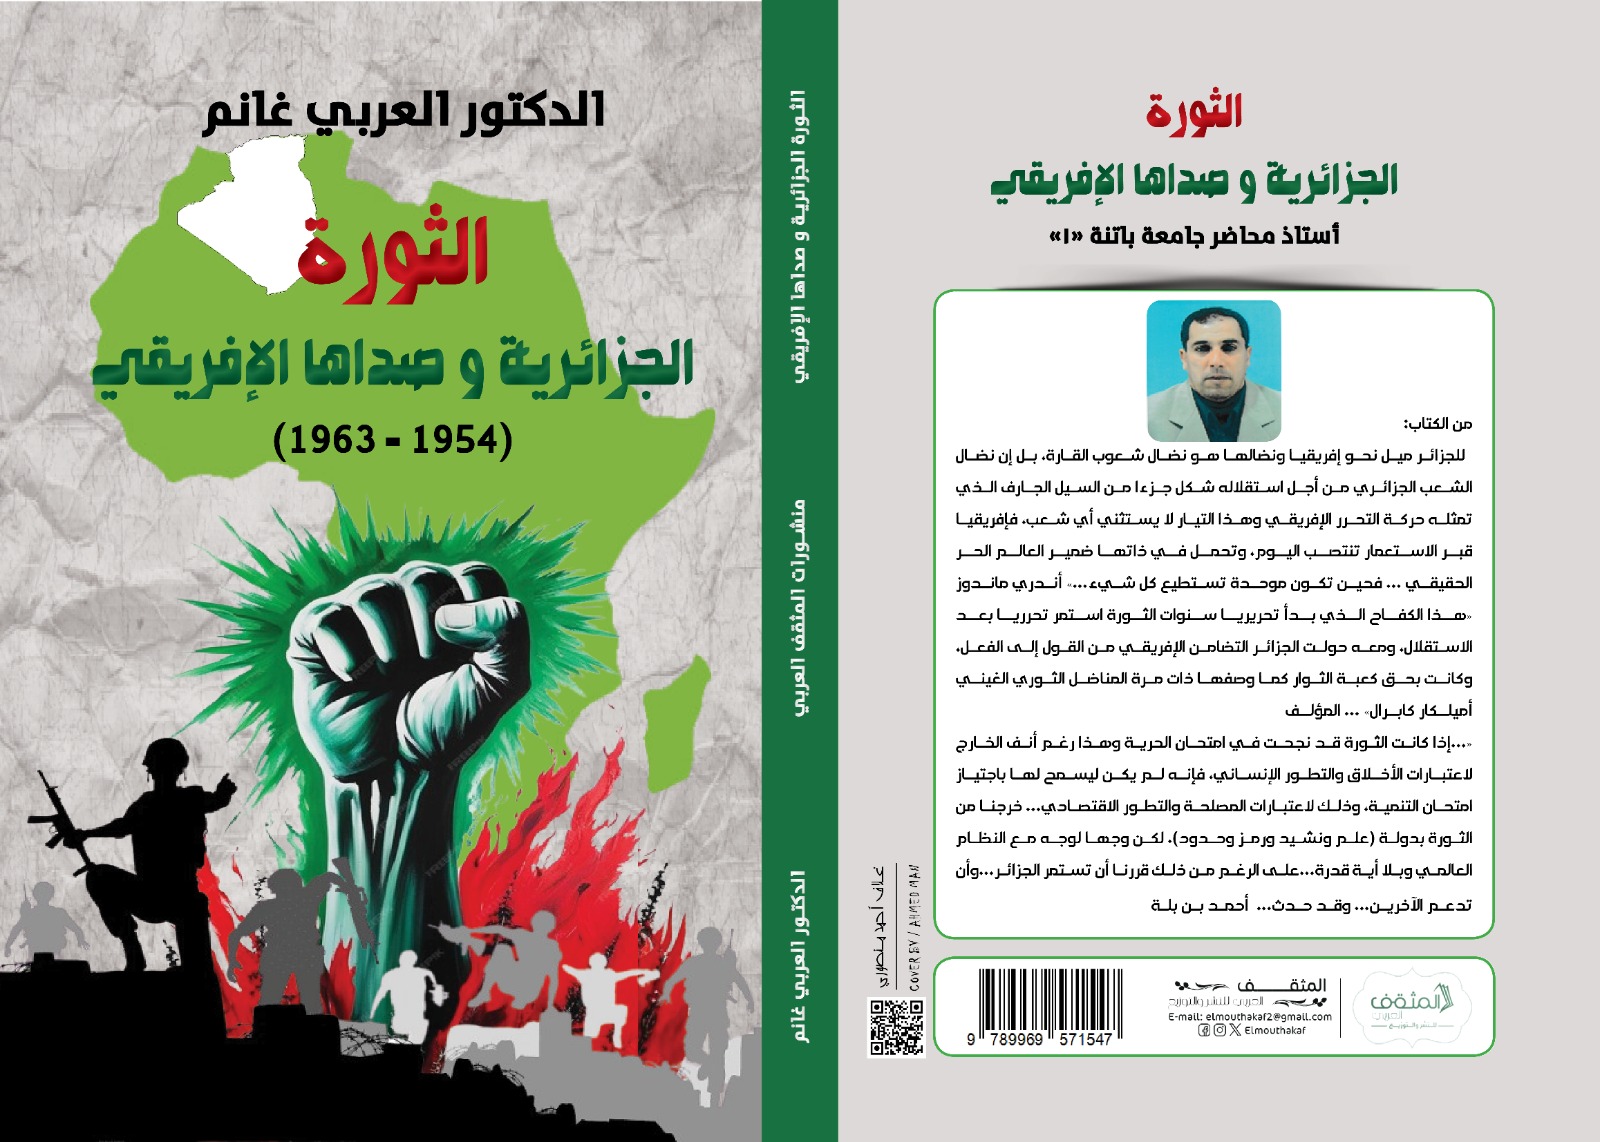 الدكتور العربي غانم
الثورة
الجزائرية و صداها الإفريقي
(1954 - 1963)
الثورة الجزائرية و صداها الإفريقي
منشورات المثقف العربي
الدكتور العربي غانم
الثورة
الجزائرية و صداها الإفريقي
أستاذ محاضر جامعة باتنة «1»
من الكتاب:
للجزائر ميل نحو إفريقيا ونضالها هو نضال شعوب القارة، بل إن نضال
الشعب الجزائري من أجل استقلاله شكل جزءا من السيل الجارف الذي
تمثله حركة التحرر الإفريقي وهذا التيار لا يستثني أي شعب. فإفريقيا
قبر الاستعمار تنتصب اليوم، وتحمل في ذاتها ضمير العالم الحر
الحقيقي ... فحين تكون موحدة تستطيع كل شيء...» أندري ماندوز
«هذا الكفاح الذي بدأ تحريريا سنوات الثورة استمر تحرريا بعد
الاستقلال، ومعه حولت الجزائر التضامن الإفريقي من القول إلى الفعل،
وكانت بحق كعبة الثوار كما وصفها ذات مرة المناضل الثوري الغيني
أميلكار كابرال» ... المؤلف
«...إذا كانت الثورة قد نجحت في امتحان الحرية وهذا رغم أنف الخارج
لاعتبارات الأخلاق والتطور الإنساني، فإنه لم يكن ليسمح لها باجتياز
امتحان التنمية، وذلك لاعتبارات المصلحة والتطور الاقتصادي... خرجنا من
الثورة بدولة (علم ونشيد ورمز وحدود)، لكن وجها لوجه مع النظام
العالمي وبلا أية قدرة...على الرغم من ذلك قررنا أن تستمر الجزائر...وأن
تدعم الآخرين... وقد حدث... أحمد بن بلة
غلاف أحمد منصوري
COVER BY / AHMED MAN
9 789969 571547
المثقف
العربي للنشر والتوزيع
E-mail: elmouthakaf2@gmail.com
Elmouthakaf
المثقف
العربي
للنشر والتوزيع